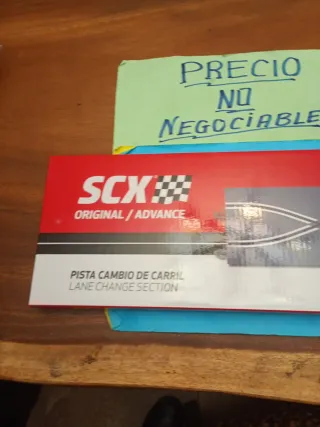 PRECIO
NO
NEGOCIABLE
SCX
ORIGINAL / ADVANCE
PISTA CAMBIO DE CARRIL
LANE CHANGE SECTION